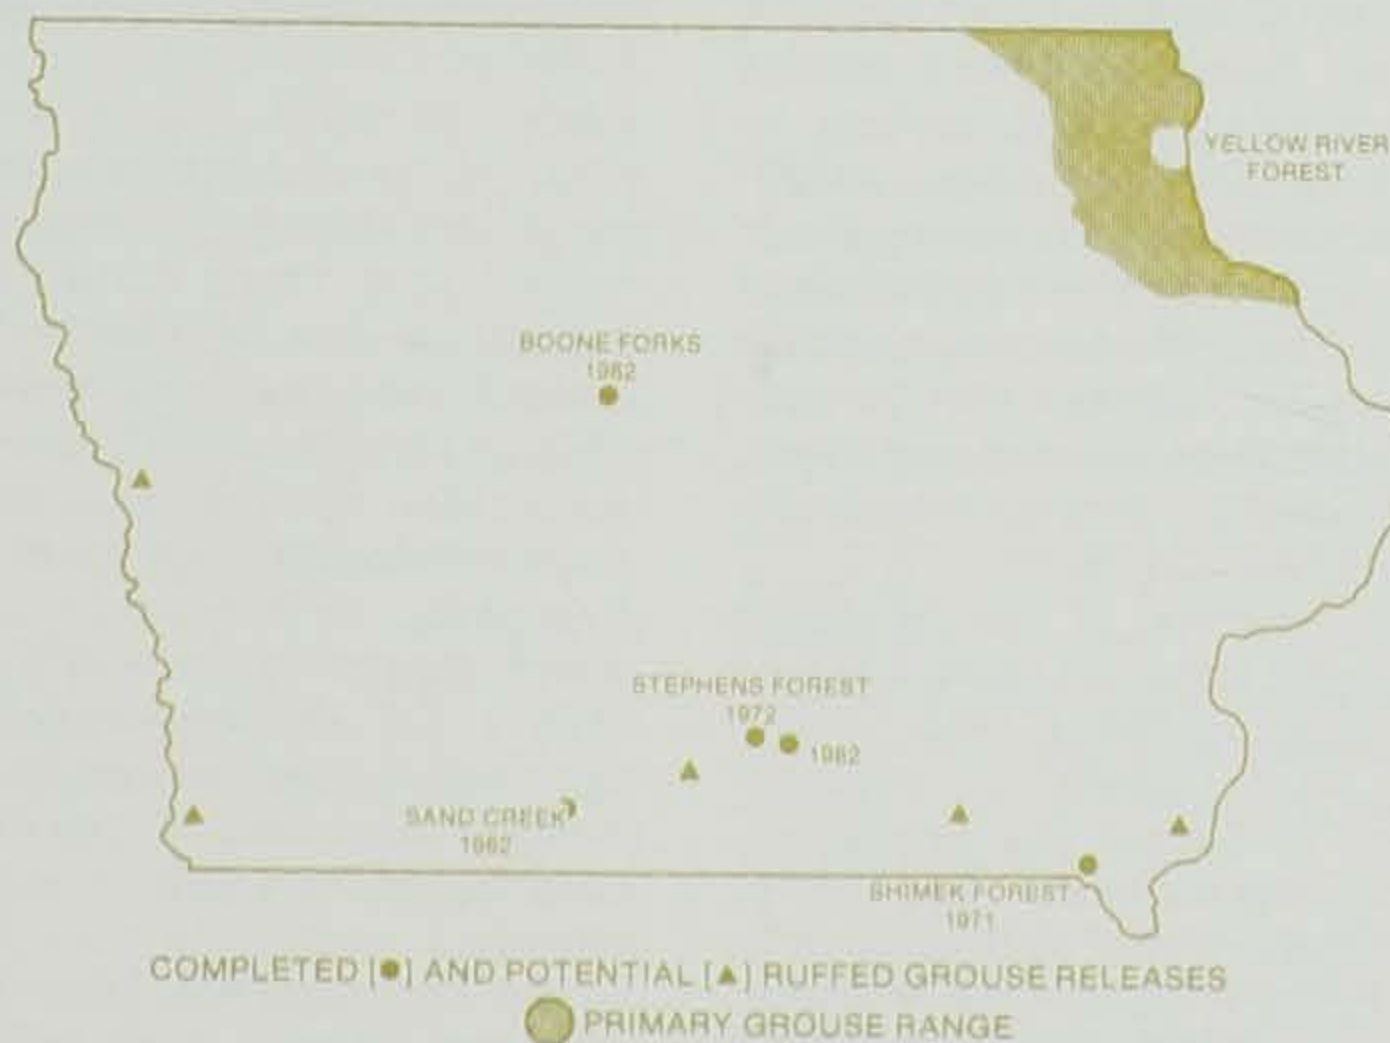 YELLOW RIVER
FOREST
BOONE FORKS
1982
STEPHENS FOREST
1972
1982
SAND CREEK
1982
SHIMEK FOREST
1971
COMPLETED [●] AND POTENTIAL [▲] RUFFED GROUSE RELEASES
PRIMARY GROUSE RANGE